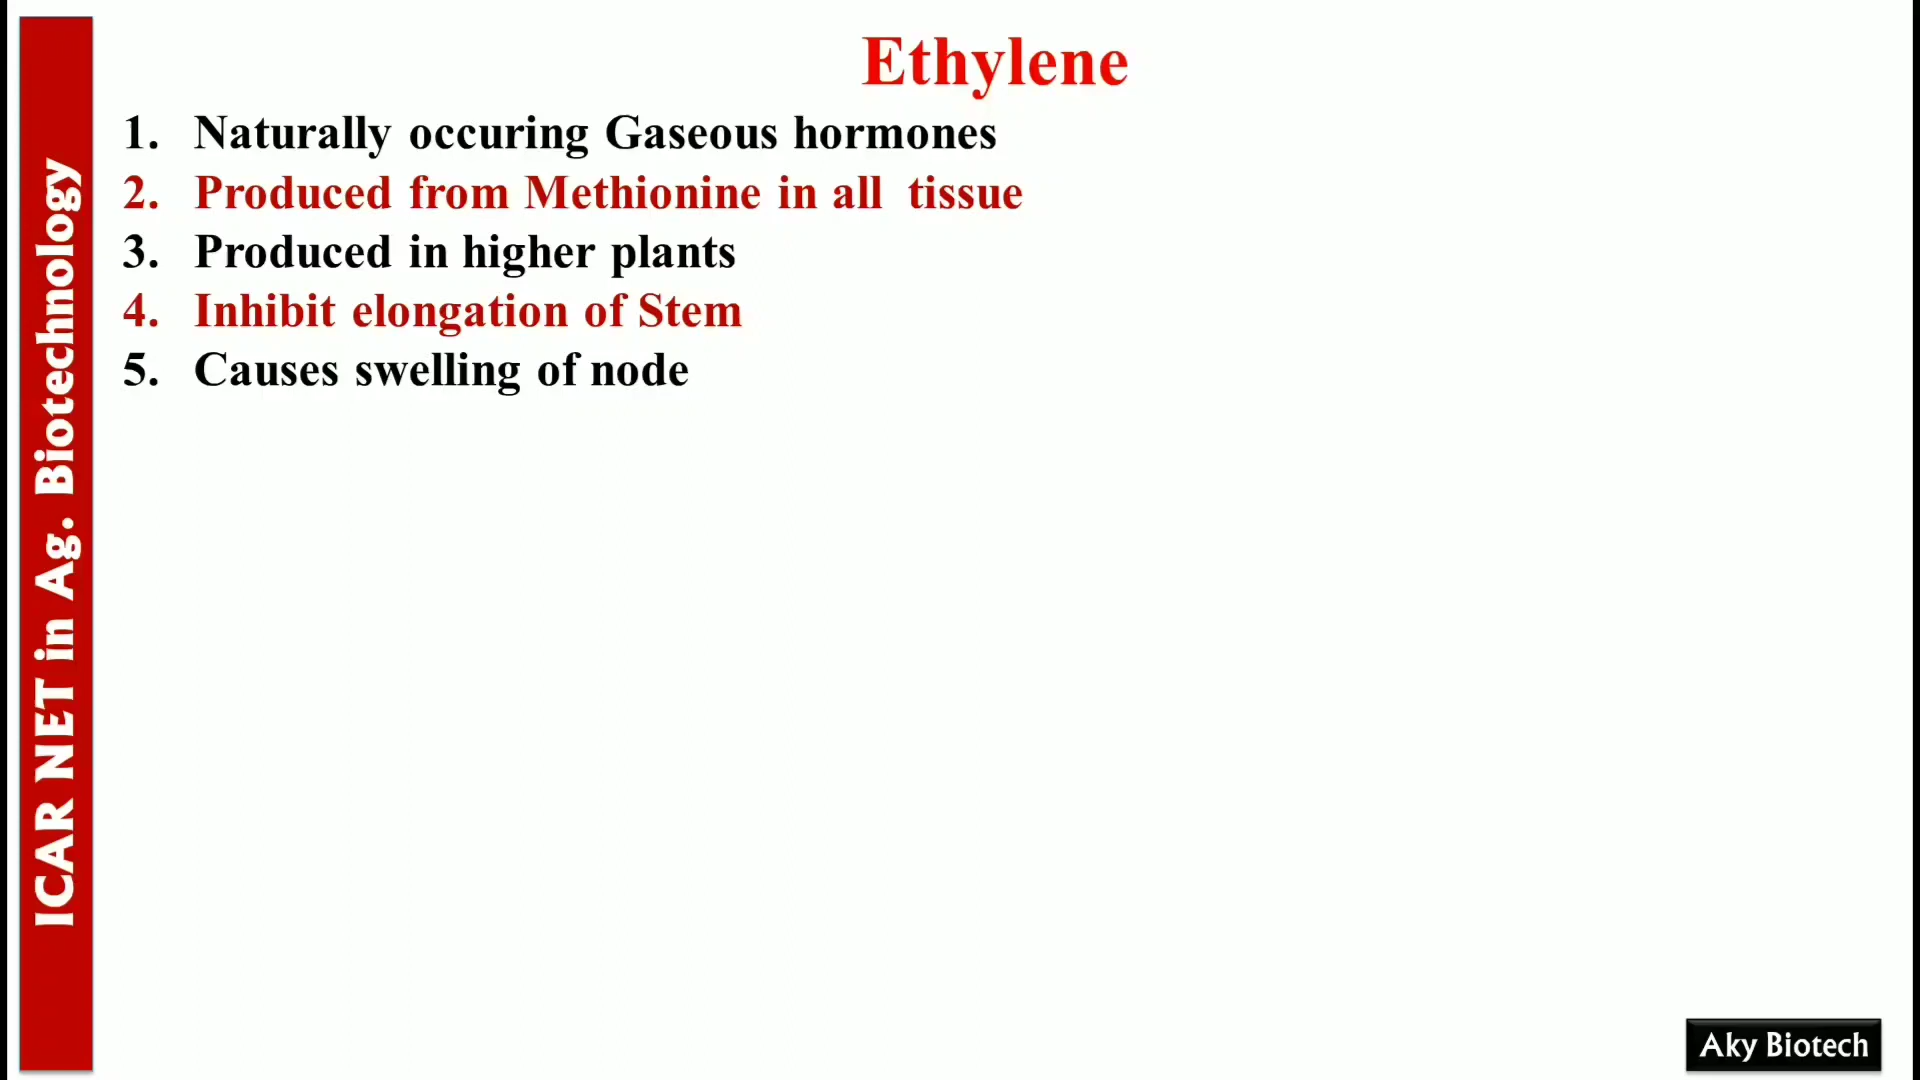 Ethylene
1. Naturally occuring Gaseous hormones
2. Produced from Methionine in all tissue
3. Produced in higher plants
4. Inhibit elongation of Stem
5. Causes swelling of node
ICAR NET in Ag. Biotechnology
Aky Biotech